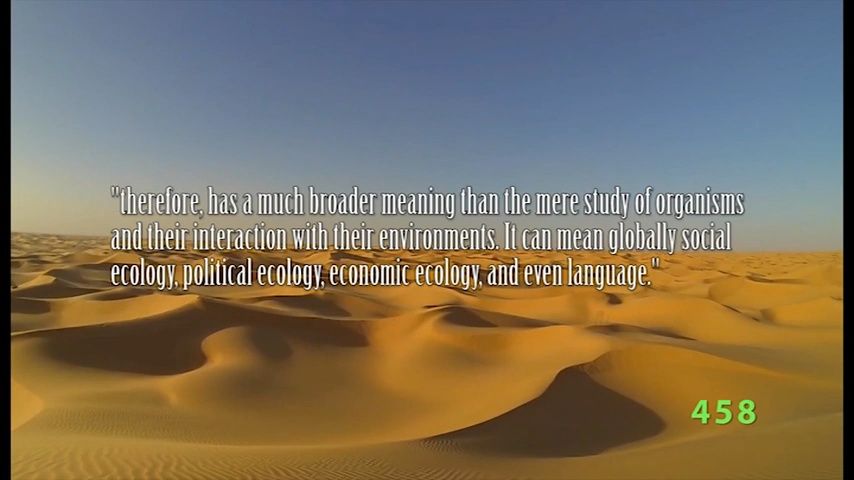 "therefore, has a much broader meaning than the mere study of organisms
and their interaction with their environments. It can mean globally social
ecology, political ecology, economic ecology, and even language."
458